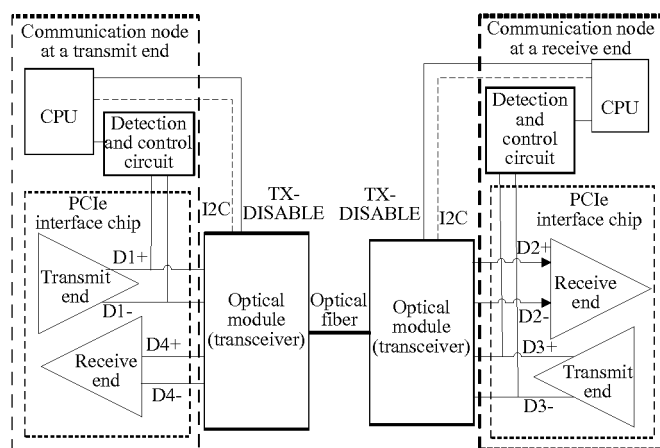 Communication node
at a transmit end
CPU
Detection
and control
circuit
PCIe
interface chip
D1+
Transmit
end
D1-
D4+
Receive
end
D4-
I2C
TX-
DISABLE
Optical
module
(transceiver)
Optical
fiber
TX-
DISABLE
I2C
Optical
module
(transceiver)
Communication node
at a receive end
CPU
Detection
and
control
circuit
PCIe
interface chip
D2+
Receive
end
D2-
D3+
Transmit
end
D3-